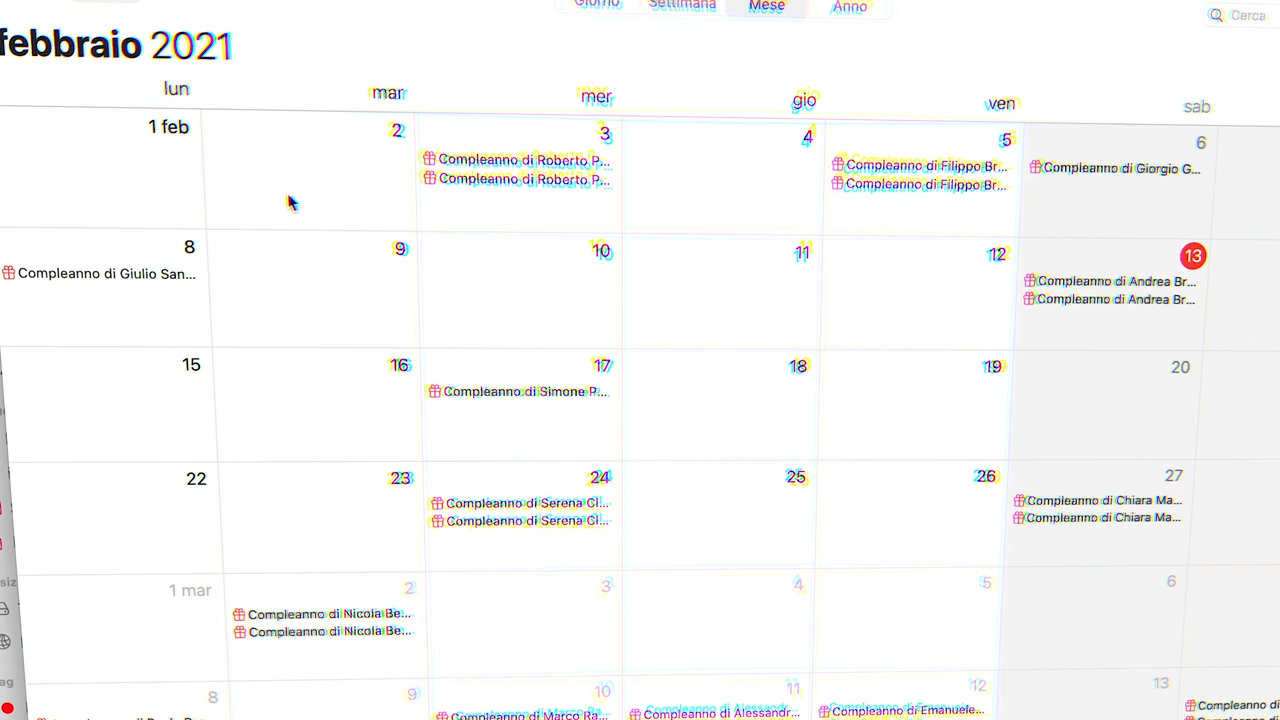 Giorno Settimana Mese Anno
Cerca
febbraio 2021
lun mar mer gio ven sab
1 feb 2 3 4 5 6
Compleanno di Roberto P... Compleanno di Filippo Br... Compleanno di Giorgio G...
Compleanno di Roberto P... Compleanno di Filippo Br...
8 9 10 11 12 13
Compleanno di Giulio San... Compleanno di Andrea Br...
Compleanno di Andrea Br...
15 16 17 18 19 20
Compleanno di Simone P...
22 23 24 25 26 27
Compleanno di Serena Cl... Compleanno di Chiara Ma...
Compleanno di Serena Cl... Compleanno di Chiara Ma...
1 mar 2 3 4 5 6
Compleanno di Nicola Be...
Compleanno di Nicola Be...
8 9 10 11 12 13
Compleanno di Marco Ra... Compleanno di Alessandr... Compleanno di Emanuele... Compleanno di